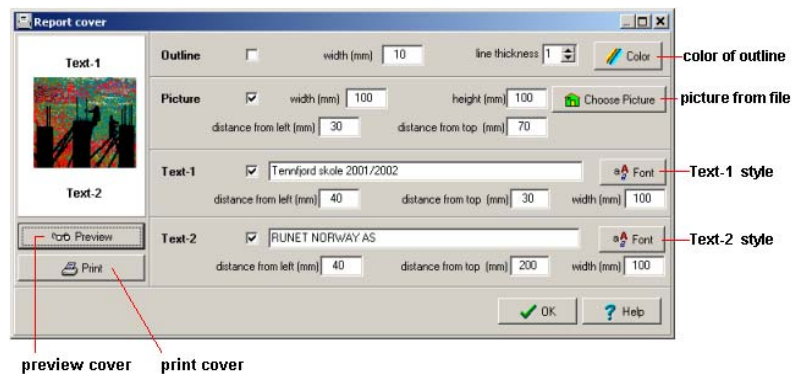 Report cover
Text-1
Text-2
Preview
Print
Outline width (mm) 10 line thickness 1 Color
Picture width (mm) 100 height (mm) 100 Choose Picture
distance from left (mm) 30 distance from top (mm) 70
Text-1 Tennfjord skole 2001/2002 Font
distance from left (mm) 40 distance from top (mm) 30 width (mm) 100
Text-2 RUNET NORWAY AS Font
distance from left (mm) 40 distance from top (mm) 200 width (mm) 100
OK Help
color of outline
picture from file
Text-1 style
Text-2 style
preview cover print cover